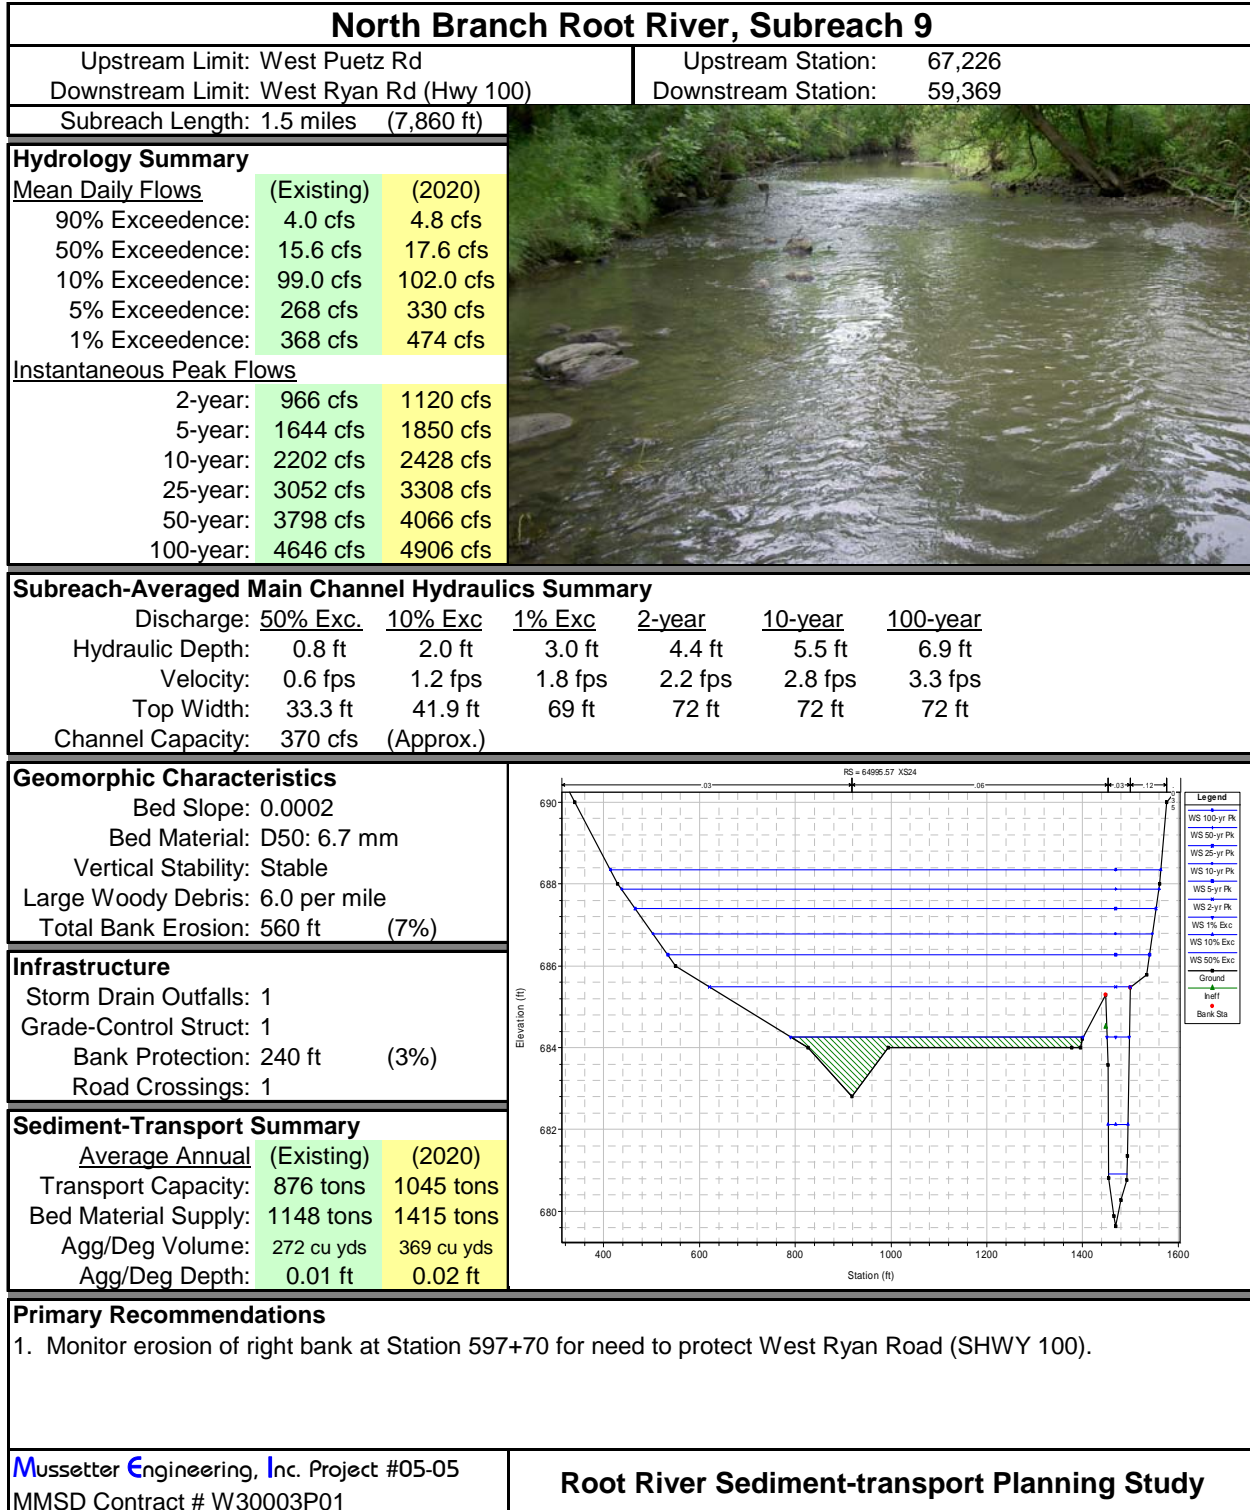 North Branch Root River, Subreach 9
Upstream Limit: West Puetz Rd
Upstream Station: 67,226
Downstream Limit: West Ryan Rd (Hwy 100)
Downstream Station: 59,369
Subreach Length: 1.5 miles (7,860 ft)
Hydrology Summary
Mean Daily Flows (Existing) (2020)
90% Exceedence: 4.0 cfs 4.8 cfs
50% Exceedence: 15.6 cfs 17.6 cfs
10% Exceedence: 99.0 cfs 102.0 cfs
5% Exceedence: 268 cfs 330 cfs
1% Exceedence: 368 cfs 474 cfs
Instantaneous Peak Flows
2-year: 966 cfs 1120 cfs
5-year: 1644 cfs 1850 cfs
10-year: 2202 cfs 2428 cfs
25-year: 3052 cfs 3308 cfs
50-year: 3798 cfs 4066 cfs
100-year: 4646 cfs 4906 cfs
Subreach-Averaged Main Channel Hydraulics Summary
Discharge: 50% Exc. 10% Exc 1% Exc 2-year 10-year 100-year
Hydraulic Depth: 0.8 ft 2.0 ft 3.0 ft 4.4 ft 5.5 ft 6.9 ft
Velocity: 0.6 fps 1.2 fps 1.8 fps 2.2 fps 2.8 fps 3.3 fps
Top Width: 33.3 ft 41.9 ft 69 ft 72 ft 72 ft 72 ft
Channel Capacity: 370 cfs (Approx.)
Geomorphic Characteristics
Bed Slope: 0.0002
Bed Material: D50: 6.7 mm
Vertical Stability: Stable
Large Woody Debris: 6.0 per mile
Total Bank Erosion: 560 ft (7%)
Infrastructure
Storm Drain Outfalls: 1
Grade-Control Struct: 1
Bank Protection: 240 ft (3%)
Road Crossings: 1
Sediment-Transport Summary
Average Annual (Existing) (2020)
Transport Capacity: 876 tons 1045 tons
Bed Material Supply: 1148 tons 1415 tons
Agg/Deg Volume: 272 cu yds 369 cu yds
Agg/Deg Depth: 0.01 ft 0.02 ft
RS = 64995.57 XS24
.03 .06 .03 .12 .035
690
688
686
684
682
680
Elevation (ft)
400 600 800 1000 1200 1400 1600
Station (ft)
Legend
WS 100-yr Pk
WS 50-yr Pk
WS 25-yr Pk
WS 10-yr Pk
WS 5-yr Pk
WS 2-yr Pk
WS 1% Exc
WS 10% Exc
WS 50% Exc
Ground
Ineff
Bank Sta
Primary Recommendations
1. Monitor erosion of right bank at Station 597+70 for need to protect West Ryan Road (SHWY 100).
Mussetter Engineering, Inc. Project #05-05
MMSD Contract # W30003P01
Root River Sediment-transport Planning Study